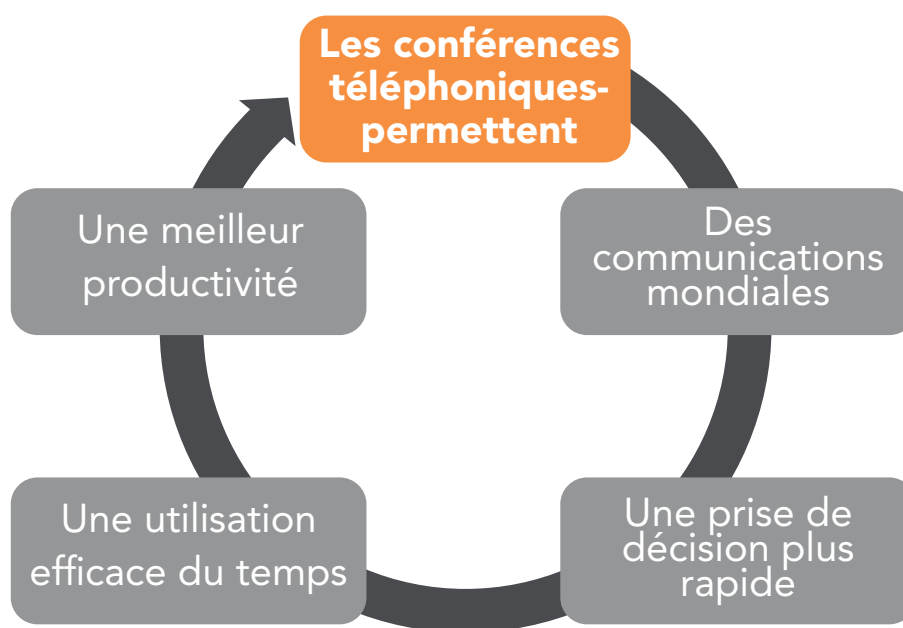 Les conférences
téléphoniques-
permettent
Des
communications
mondiales
Une prise de
décision plus
rapide
Une utilisation
efficace du temps
Une meilleur
productivité